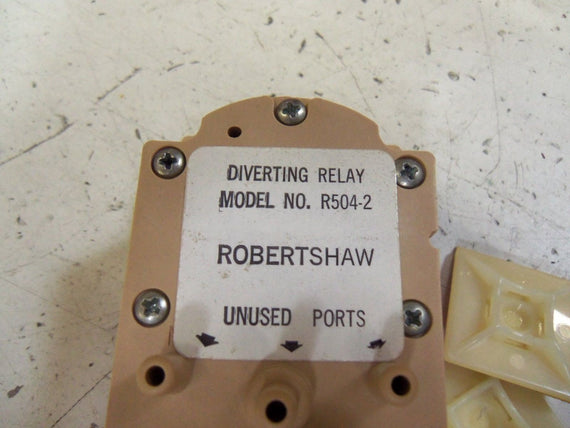 DIVERTING RELAY
MODEL NO. R504-2
ROBERTSHAW
UNUSED PORTS